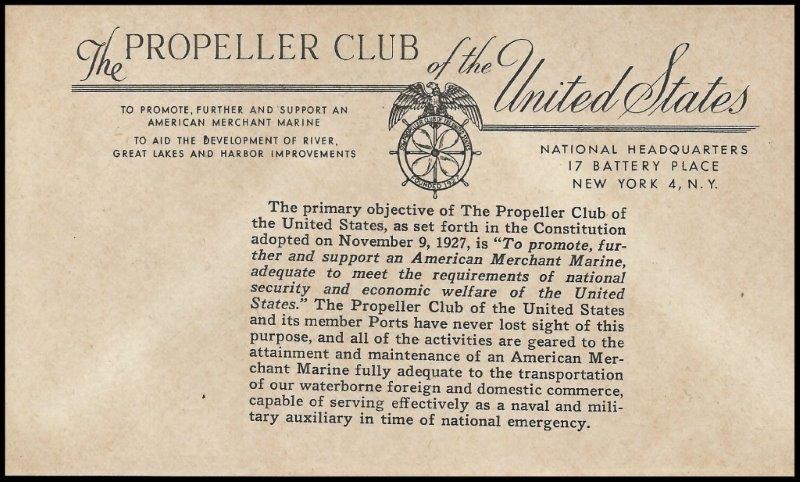 The PROPELLER CLUB of the United States
TO PROMOTE, FURTHER AND SUPPORT AN
AMERICAN MERCHANT MARINE
TO AID THE DEVELOPMENT OF RIVER,
GREAT LAKES AND HARBOR IMPROVEMENTS
FOUNDED 1927
NATIONAL HEADQUARTERS
17 BATTERY PLACE
NEW YORK 4, N.Y.
The primary objective of The Propeller Club of
the United States, as set forth in the Constitution
adopted on November 9, 1927, is "To promote, fur-
ther and support an American Merchant Marine,
adequate to meet the requirements of national
security and economic welfare of the United
States." The Propeller Club of the United States
and its member Ports have never lost sight of this
purpose, and all of the activities are geared to the
attainment and maintenance of an American Mer-
chant Marine fully adequate to the transportation
of our waterborne foreign and domestic commerce,
capable of serving effectively as a naval and mili-
tary auxiliary in time of national emergency.